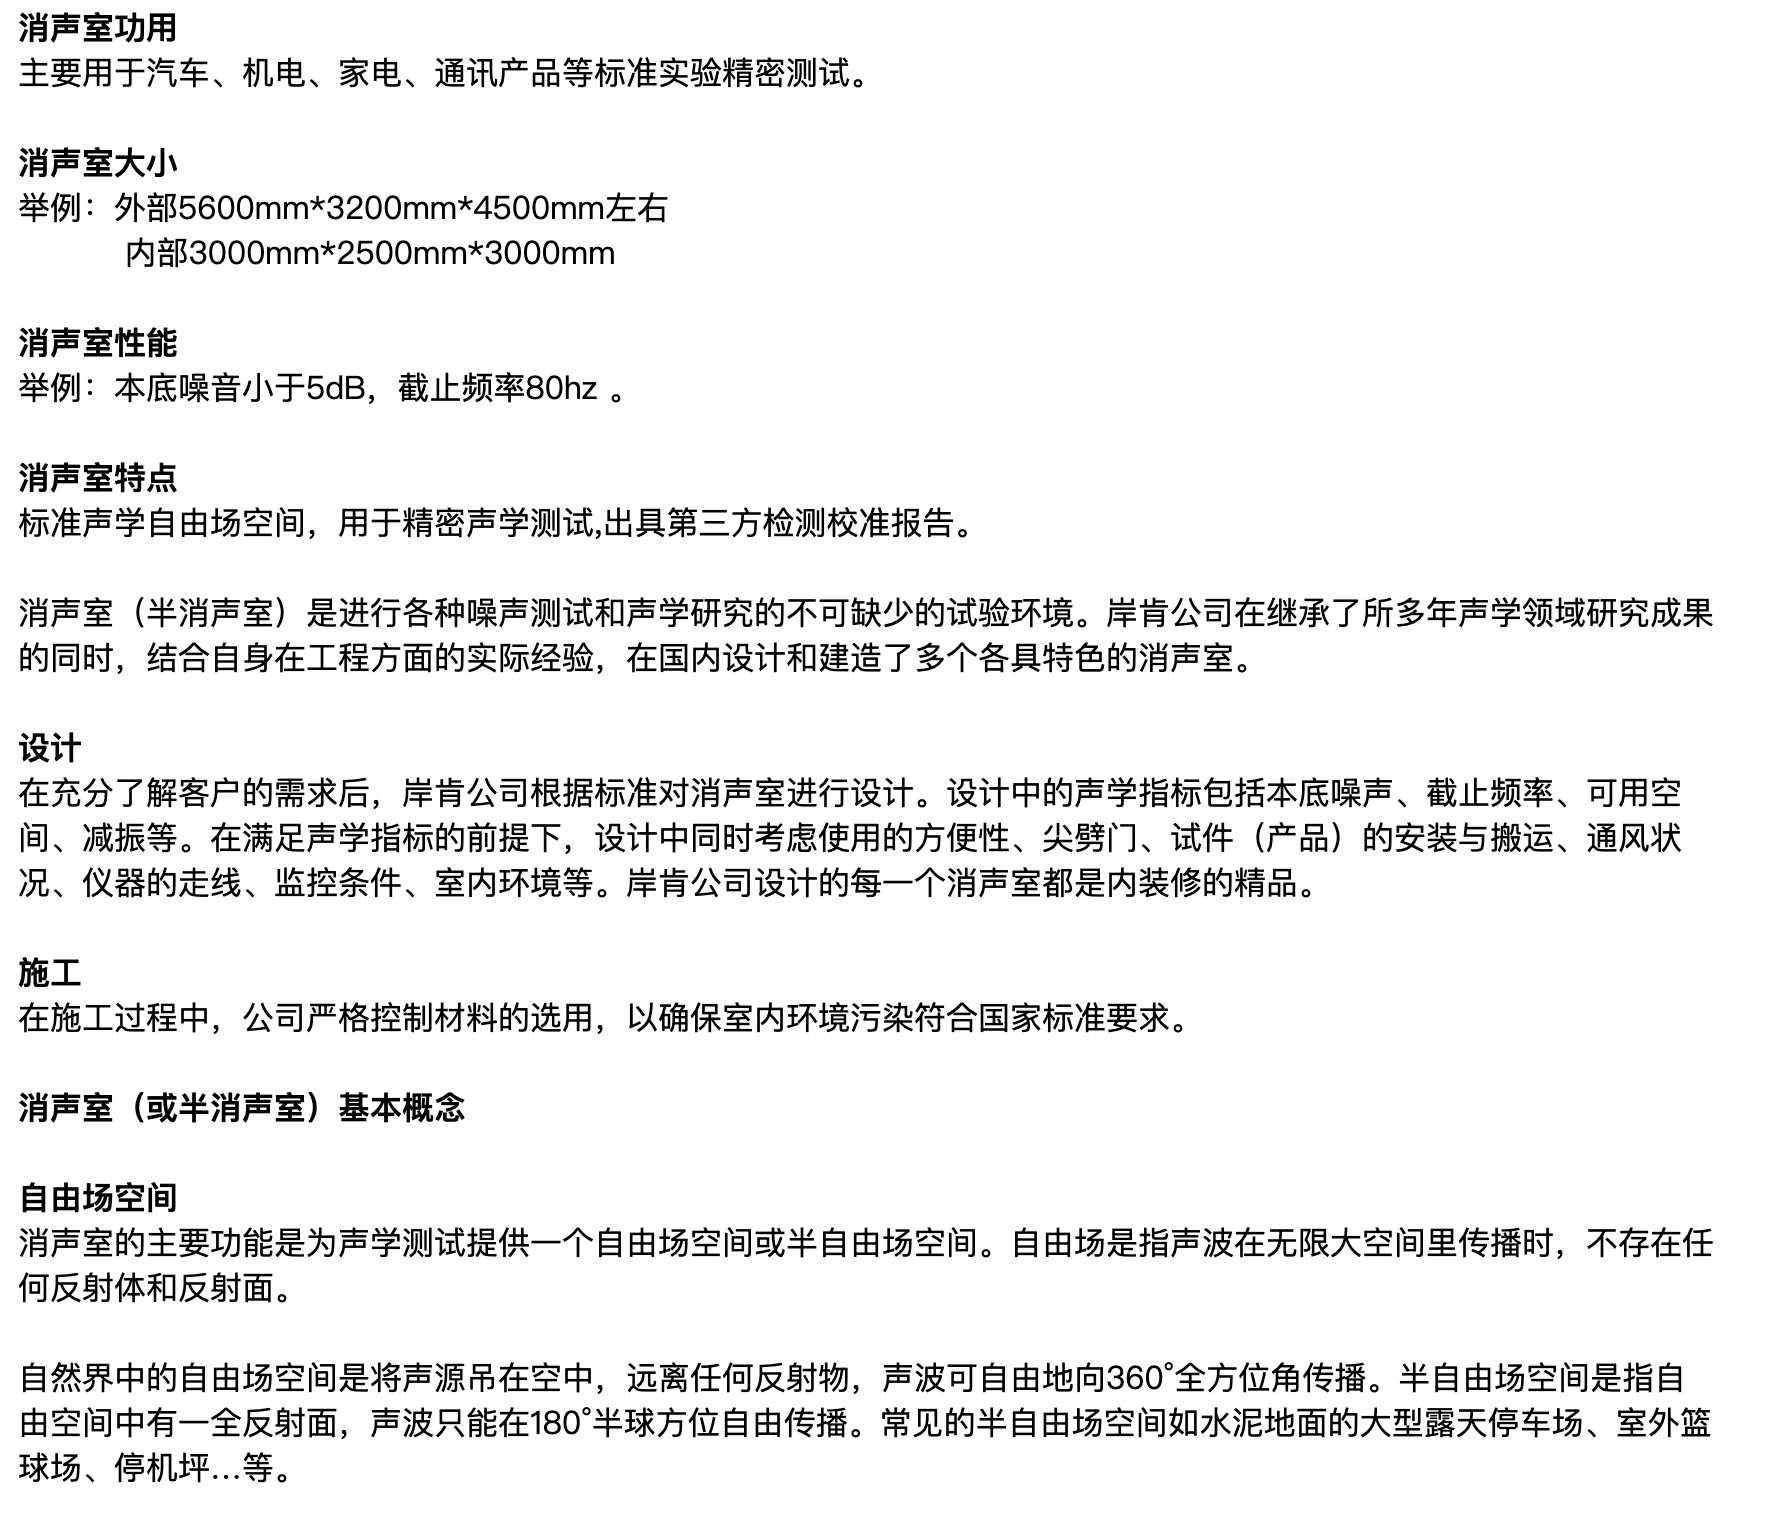 消声室功用
主要用于汽车、机电、家电、通讯产品等标准实验精密测试。
消声室大小
举例：外部5600mm*3200mm*4500mm左右
内部3000mm*2500mm*3000mm
消声室性能
举例：本底噪音小于5dB，截止频率80hz 。
消声室特点
标准声学自由场空间，用于精密声学测试,出具第三方检测校准报告。
消声室（半消声室）是进行各种噪声测试和声学研究的不可缺少的试验环境。岸肯公司在继承了所多年声学领域研究成果
的同时，结合自身在工程方面的实际经验，在国内设计和建造了多个各具特色的消声室。
设计
在充分了解客户的需求后，岸肯公司根据标准对消声室进行设计。设计中的声学指标包括本底噪声、截止频率、可用空
间、减振等。在满足声学指标的前提下，设计中同时考虑使用的方便性、尖劈门、试件（产品）的安装与搬运、通风状
况、仪器的走线、监控条件、室内环境等。岸肯公司设计的每一个消声室都是内装修的精品。
施工
在施工过程中，公司严格控制材料的选用，以确保室内环境污染符合国家标准要求。
消声室（或半消声室）基本概念
自由场空间
消声室的主要功能是为声学测试提供一个自由场空间或半自由场空间。自由场是指声波在无限大空间里传播时，不存在任
何反射体和反射面。
自然界中的自由场空间是将声源吊在空中，远离任何反射物，声波可自由地向360°全方位角传播。半自由场空间是指自
由空间中有一全反射面，声波只能在180°半球方位自由传播。常见的半自由场空间如水泥地面的大型露天停车场、室外篮
球场、停机坪…等。